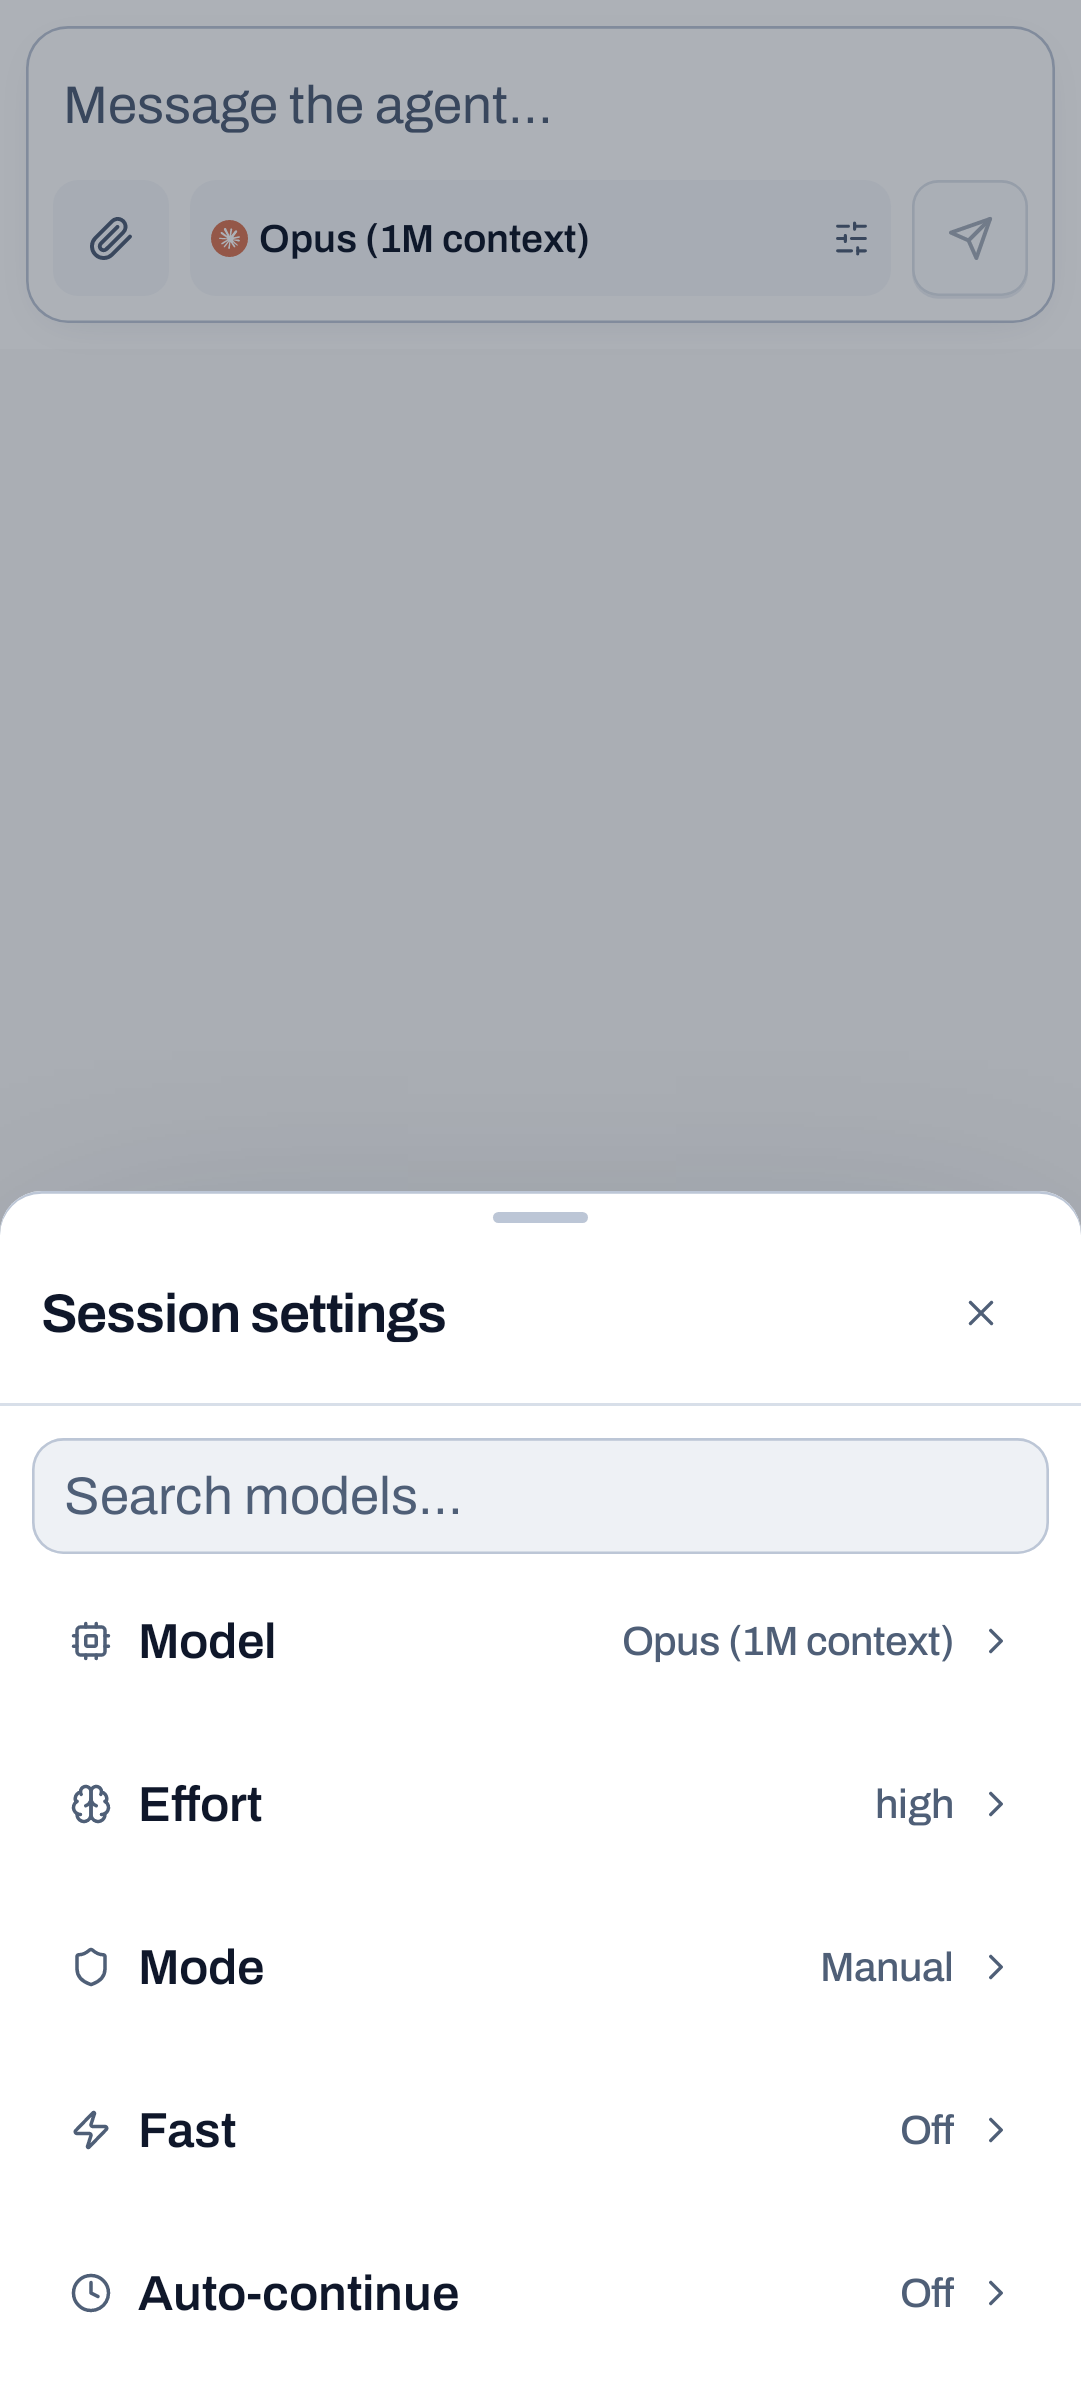 Message the agent...
Opus (1M context)
Session settings
Search models...
Model Opus (1M context)
Effort high
Mode Manual
Fast Off
Auto-continue Off